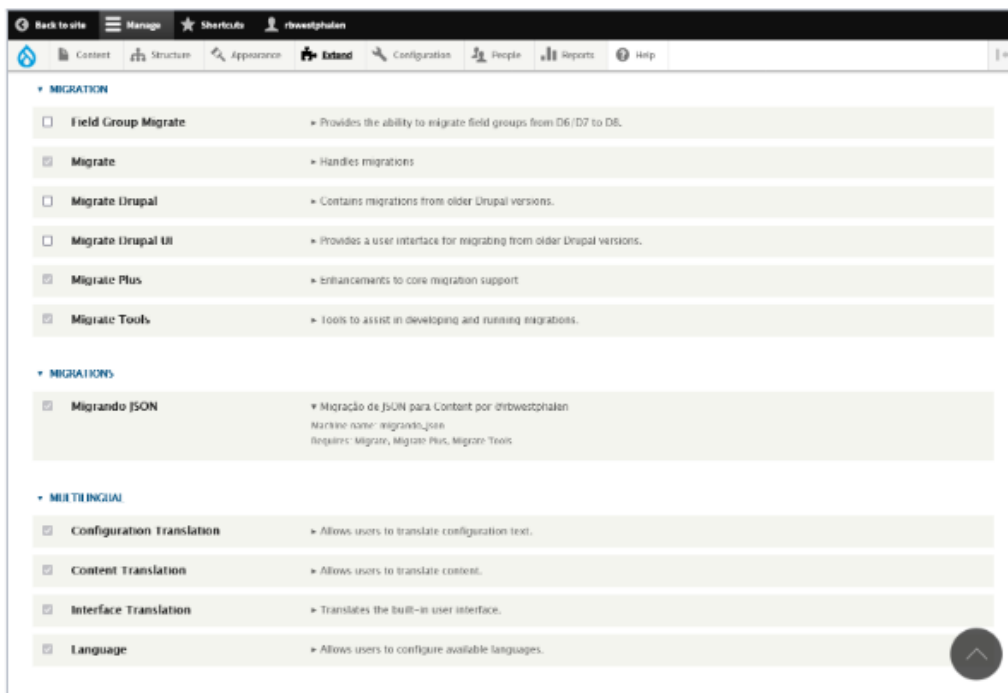 Back to site Manage Shortcuts rbwestphalen
Content Structure Appearance Extend Configuration People Reports Help
MIGRATION
Field Group Migrate Provides the ability to migrate field groups from D6/D7 to D8.
Migrate Handles migrations
Migrate Drupal Contains migrations from older Drupal versions.
Migrate Drupal UI Provides a user interface for migrating from older Drupal versions.
Migrate Plus Enhancements to core migration support
Migrate Tools Tools to assist in developing and running migrations.
MIGRATIONS
Migrando JSON Migração de JSON para Content por @rbwestphalen
Machine name: migrando_json
Requires: Migrate, Migrate Plus, Migrate Tools
MULTILINGUAL
Configuration Translation Allows users to translate configuration text.
Content Translation Allows users to translate content.
Interface Translation Translates the built-in user interface.
Language Allows users to configure available languages.